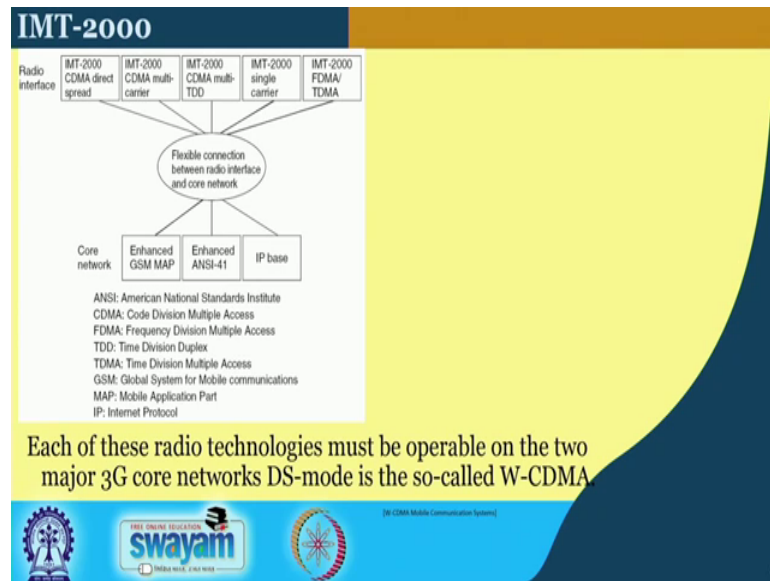 IMT-2000
Radio
interface
IMT-2000
CDMA direct
spread
IMT-2000
CDMA multi-
carrier
IMT-2000
CDMA multi-
TDD
IMT-2000
single
carrier
IMT-2000
FDMA/
TDMA
Flexible connection
between radio interface
and core network
Core
network
Enhanced
GSM MAP
Enhanced
ANSI-41
IP base
ANSI: American National Standards Institute
CDMA: Code Division Multiple Access
FDMA: Frequency Division Multiple Access
TDD: Time Division Duplex
TDMA: Time Division Multiple Access
GSM: Global System for Mobile communications
MAP: Mobile Application Part
IP: Internet Protocol
Each of these radio technologies must be operable on the two
major 3G core networks DS-mode is the so-called W-CDMA.
[W-CDMA Mobile Communication Systems]
FREE ONLINE EDUCATION
swayam